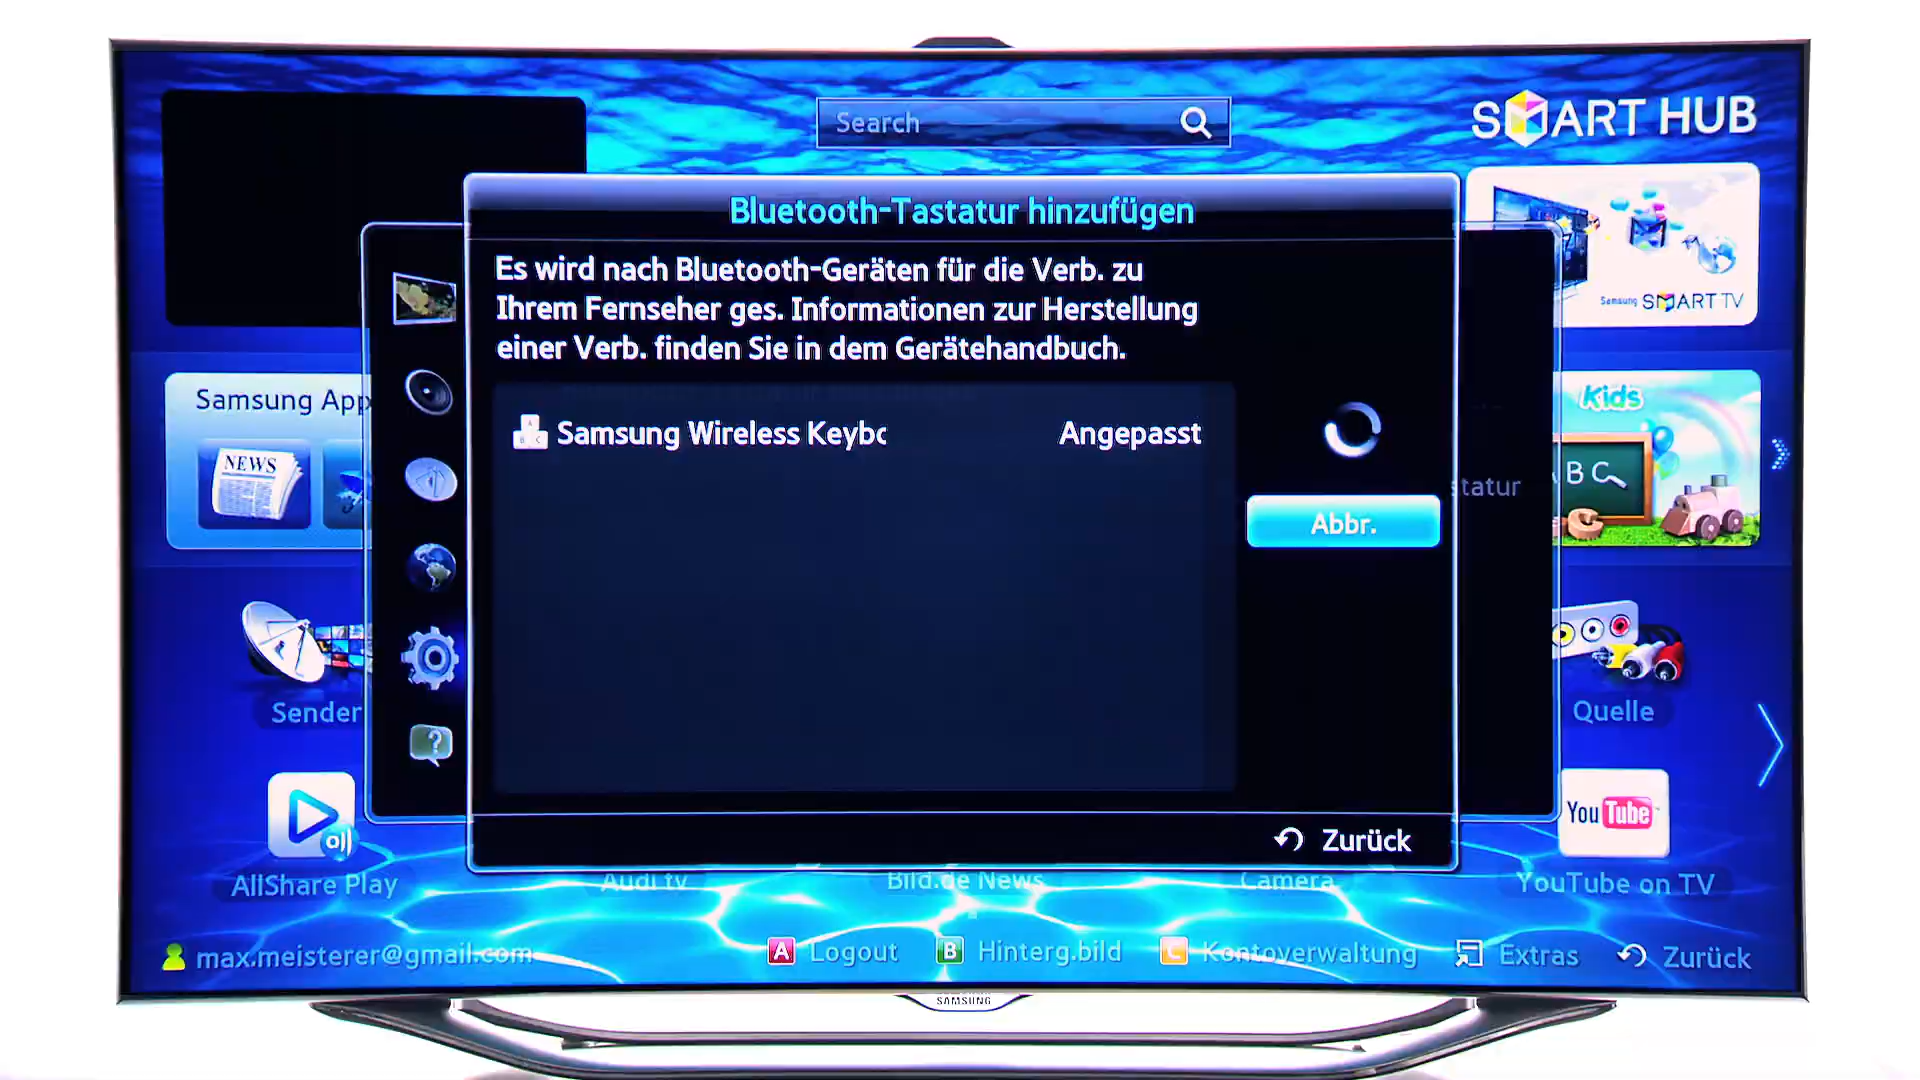 Search
SMART HUB
Bluetooth-Tastatur hinzufügen
Es wird nach Bluetooth-Geräten für die Verb. zu
Ihrem Fernseher ges. Informationen zur Herstellung
einer Verb. finden Sie in dem Gerätehandbuch.
Samsung SMART TV
Samsung App
NEWS
A
B C
Samsung Wireless Keybc
Angepasst
Kids
BC
statur
Abbr.
Sender
Quelle
?
YouTube
Zurück
AllShare Play
Audi tv
Bild.de News
Camera
YouTube on TV
max.meisterer@gmail.com
A Logout
B Hinterg.bild
C Kontoverwaltung
Extras
Zurück
SAMSUNG